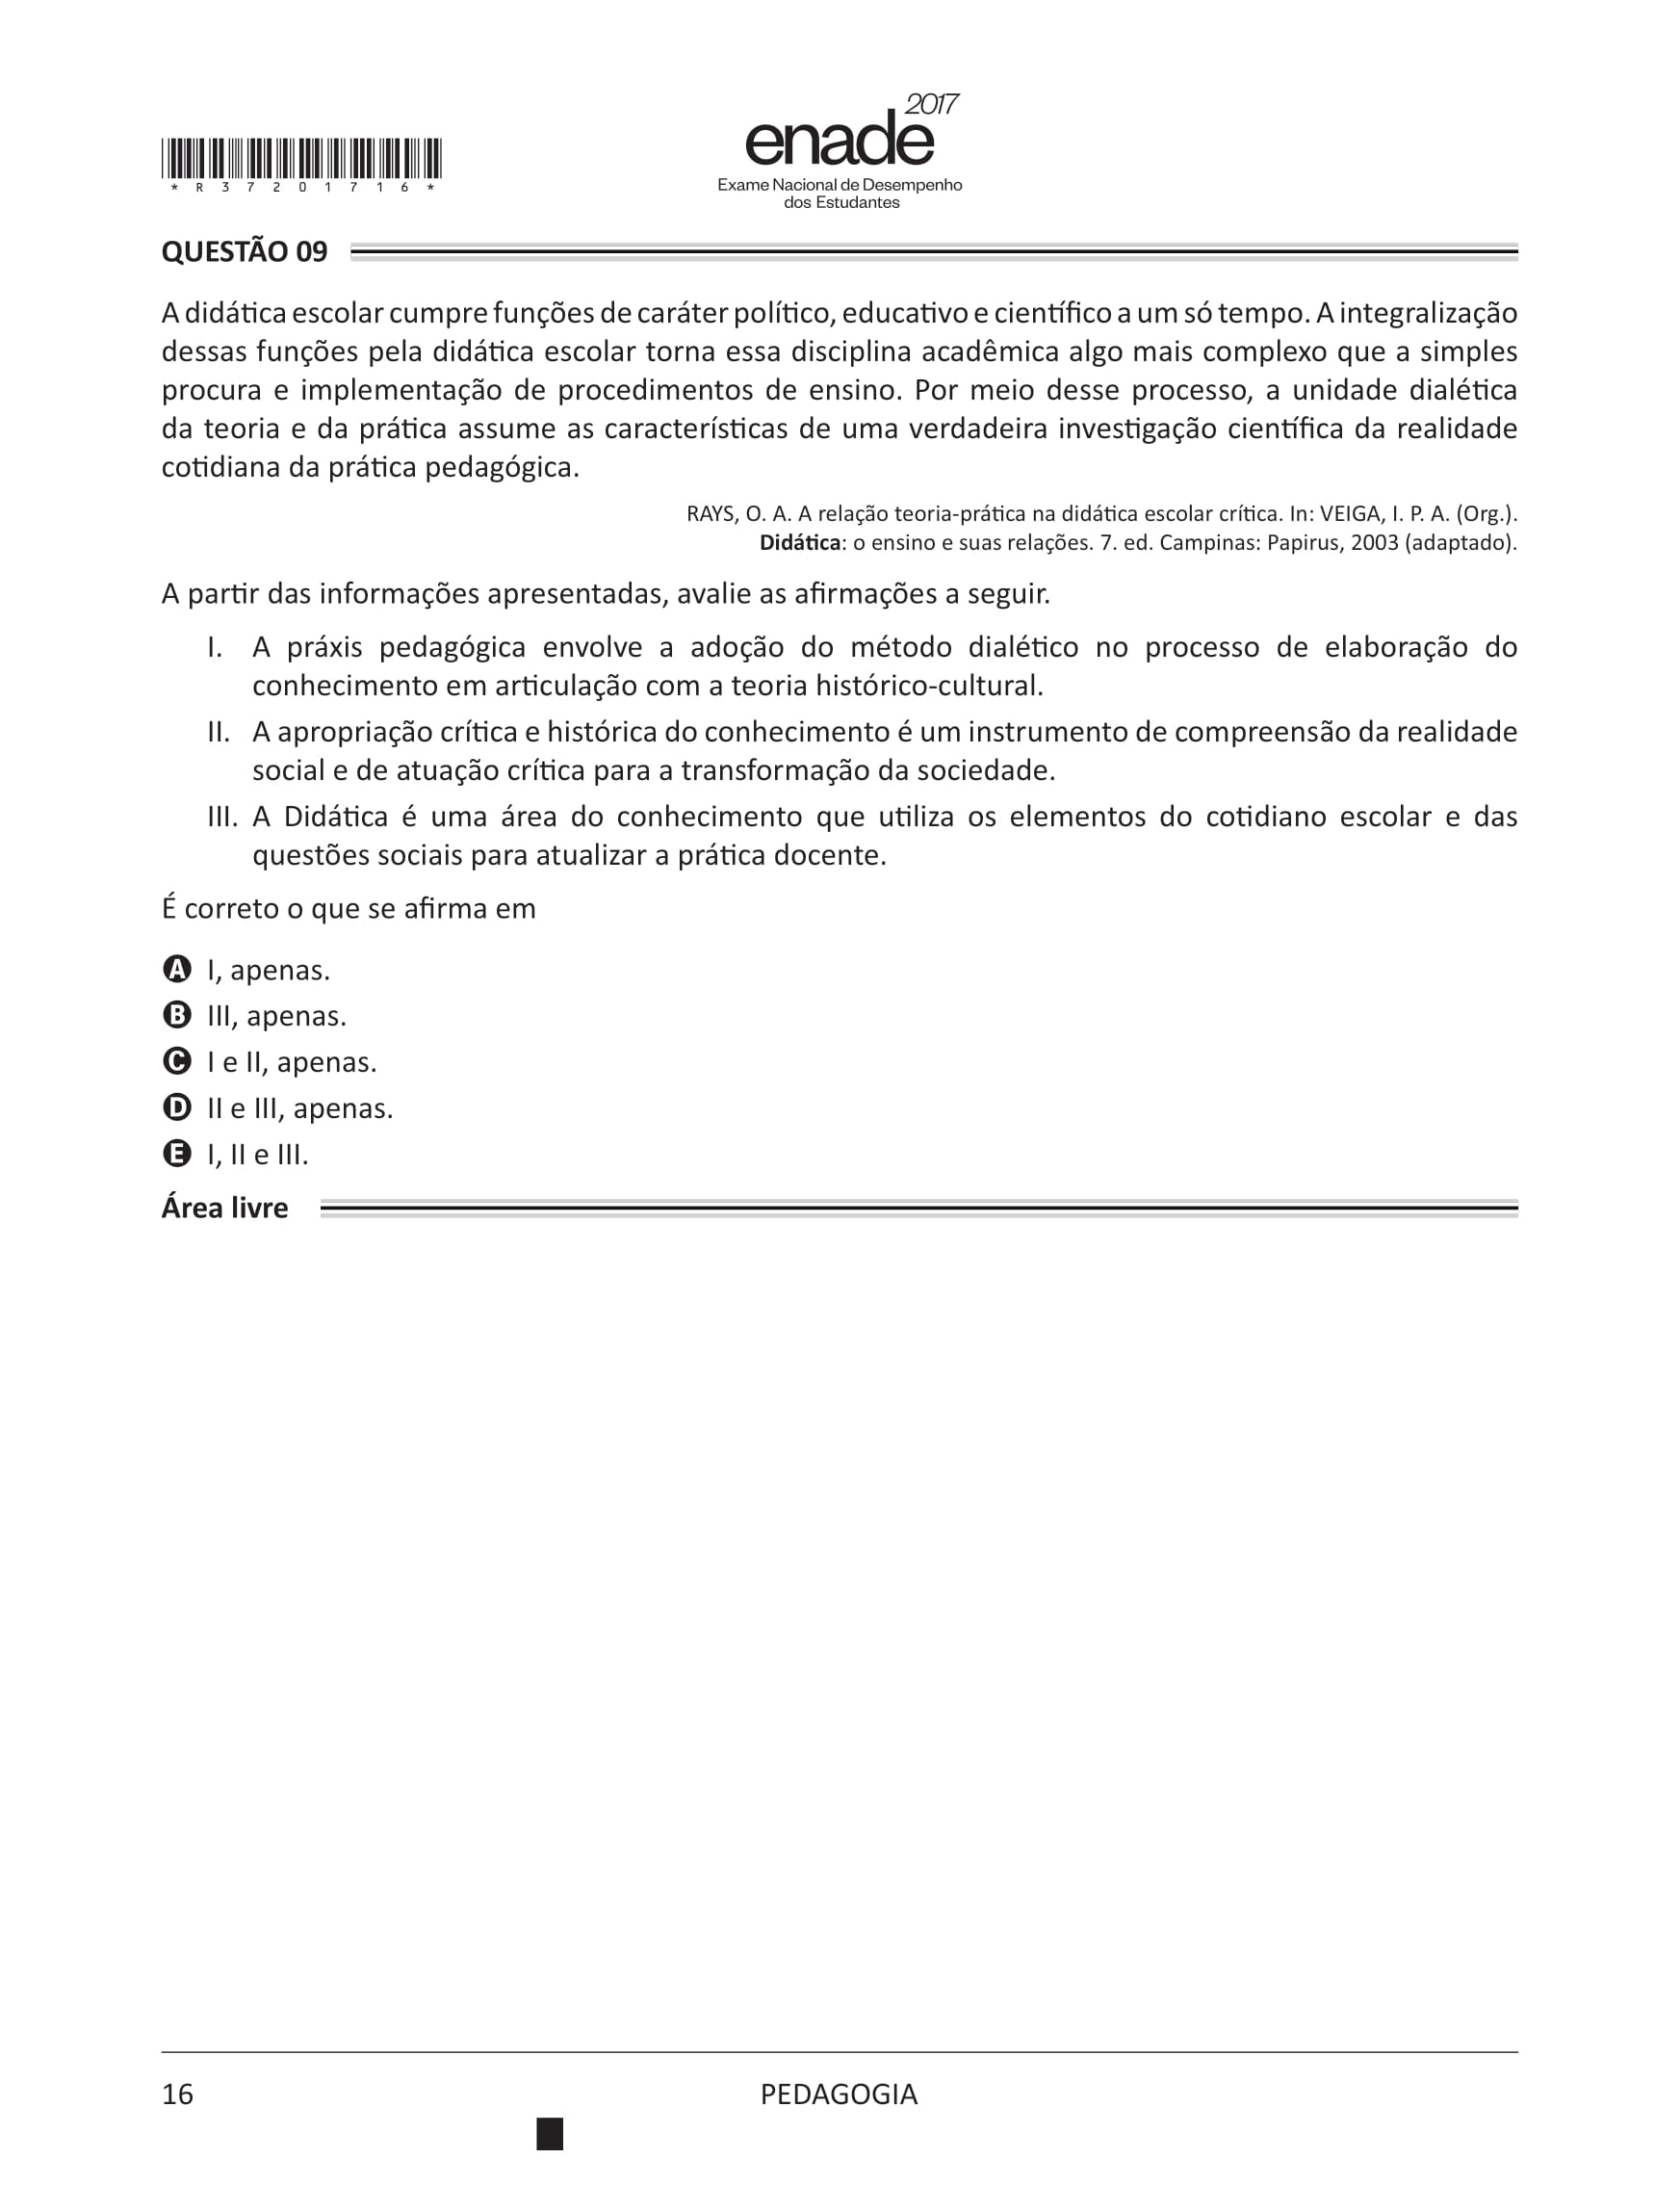 2017
enade
Exame Nacional de Desempenho
dos Estudantes
* R 3 7 2 0 1 7 1 6 *
QUESTÃO 09
A didática escolar cumpre funções de caráter político, educativo e científico a um só tempo. A integralização
dessas funções pela didática escolar torna essa disciplina acadêmica algo mais complexo que a simples
procura e implementação de procedimentos de ensino. Por meio desse processo, a unidade dialética
da teoria e da prática assume as características de uma verdadeira investigação científica da realidade
cotidiana da prática pedagógica.
RAYS, O. A. A relação teoria-prática na didática escolar crítica. In: VEIGA, I. P. A. (Org.).
Didática: o ensino e suas relações. 7. ed. Campinas: Papirus, 2003 (adaptado).
A partir das informações apresentadas, avalie as afirmações a seguir.
I. A práxis pedagógica envolve a adoção do método dialético no processo de elaboração do
conhecimento em articulação com a teoria histórico-cultural.
II. A apropriação crítica e histórica do conhecimento é um instrumento de compreensão da realidade
social e de atuação crítica para a transformação da sociedade.
III. A Didática é uma área do conhecimento que utiliza os elementos do cotidiano escolar e das
questões sociais para atualizar a prática docente.
É correto o que se afirma em
A I, apenas.
B III, apenas.
C I e II, apenas.
D II e III, apenas.
E I, II e III.
Área livre
16
PEDAGOGIA